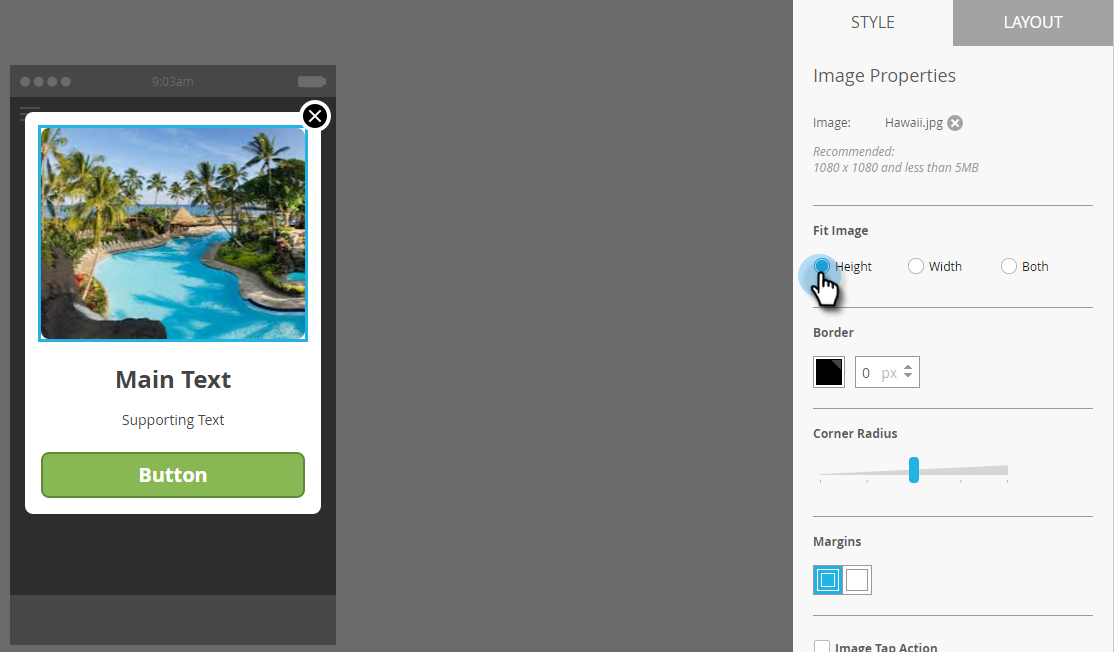 STYLE
LAYOUT
9:03am
Image Properties
Image: Hawaii.jpg
Recommended:
1080 x 1080 and less than 5MB
Fit Image
Height Width Both
Border
0 px
Main Text
Supporting Text
Corner Radius
Button
Margins
Image Tap Action